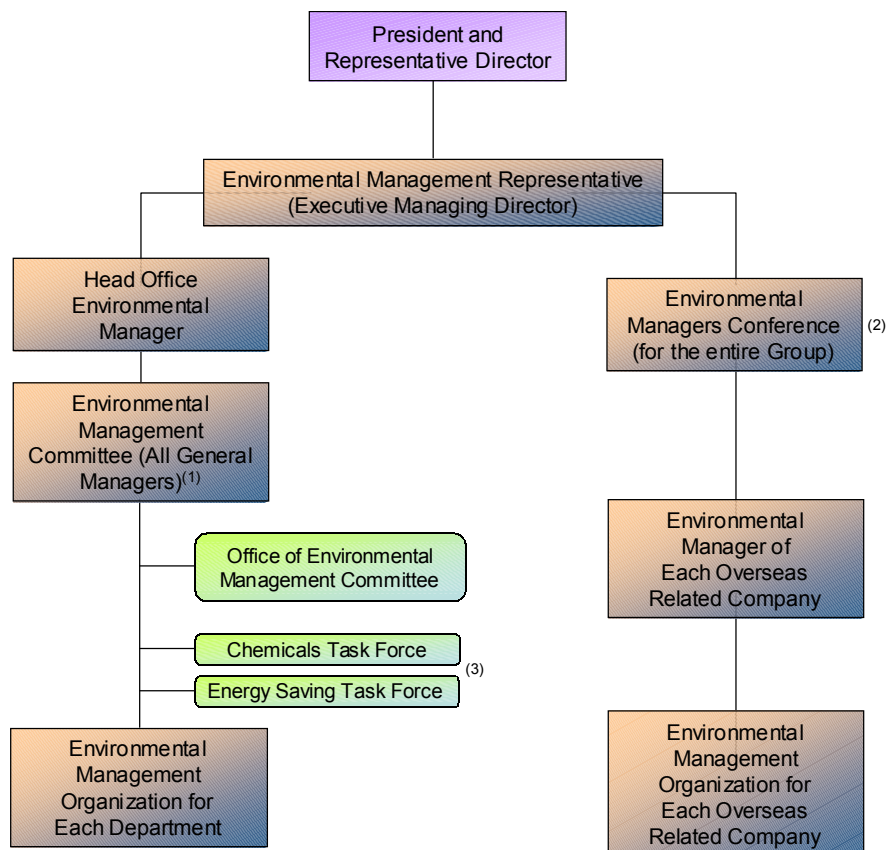 President and
Representative Director
Environmental Management Representative
(Executive Managing Director)
Head Office
Environmental
Manager
Environmental
Management
Committee (All General
Managers)(1)
Office of Environmental
Management Committee
Chemicals Task Force
Energy Saving Task Force
(3)
Environmental
Management
Organization for
Each Department
Environmental
Managers Conference
(for the entire Group)
(2)
Environmental
Manager of
Each Overseas
Related Company
Environmental
Management
Organization for
Each Overseas
Related Company